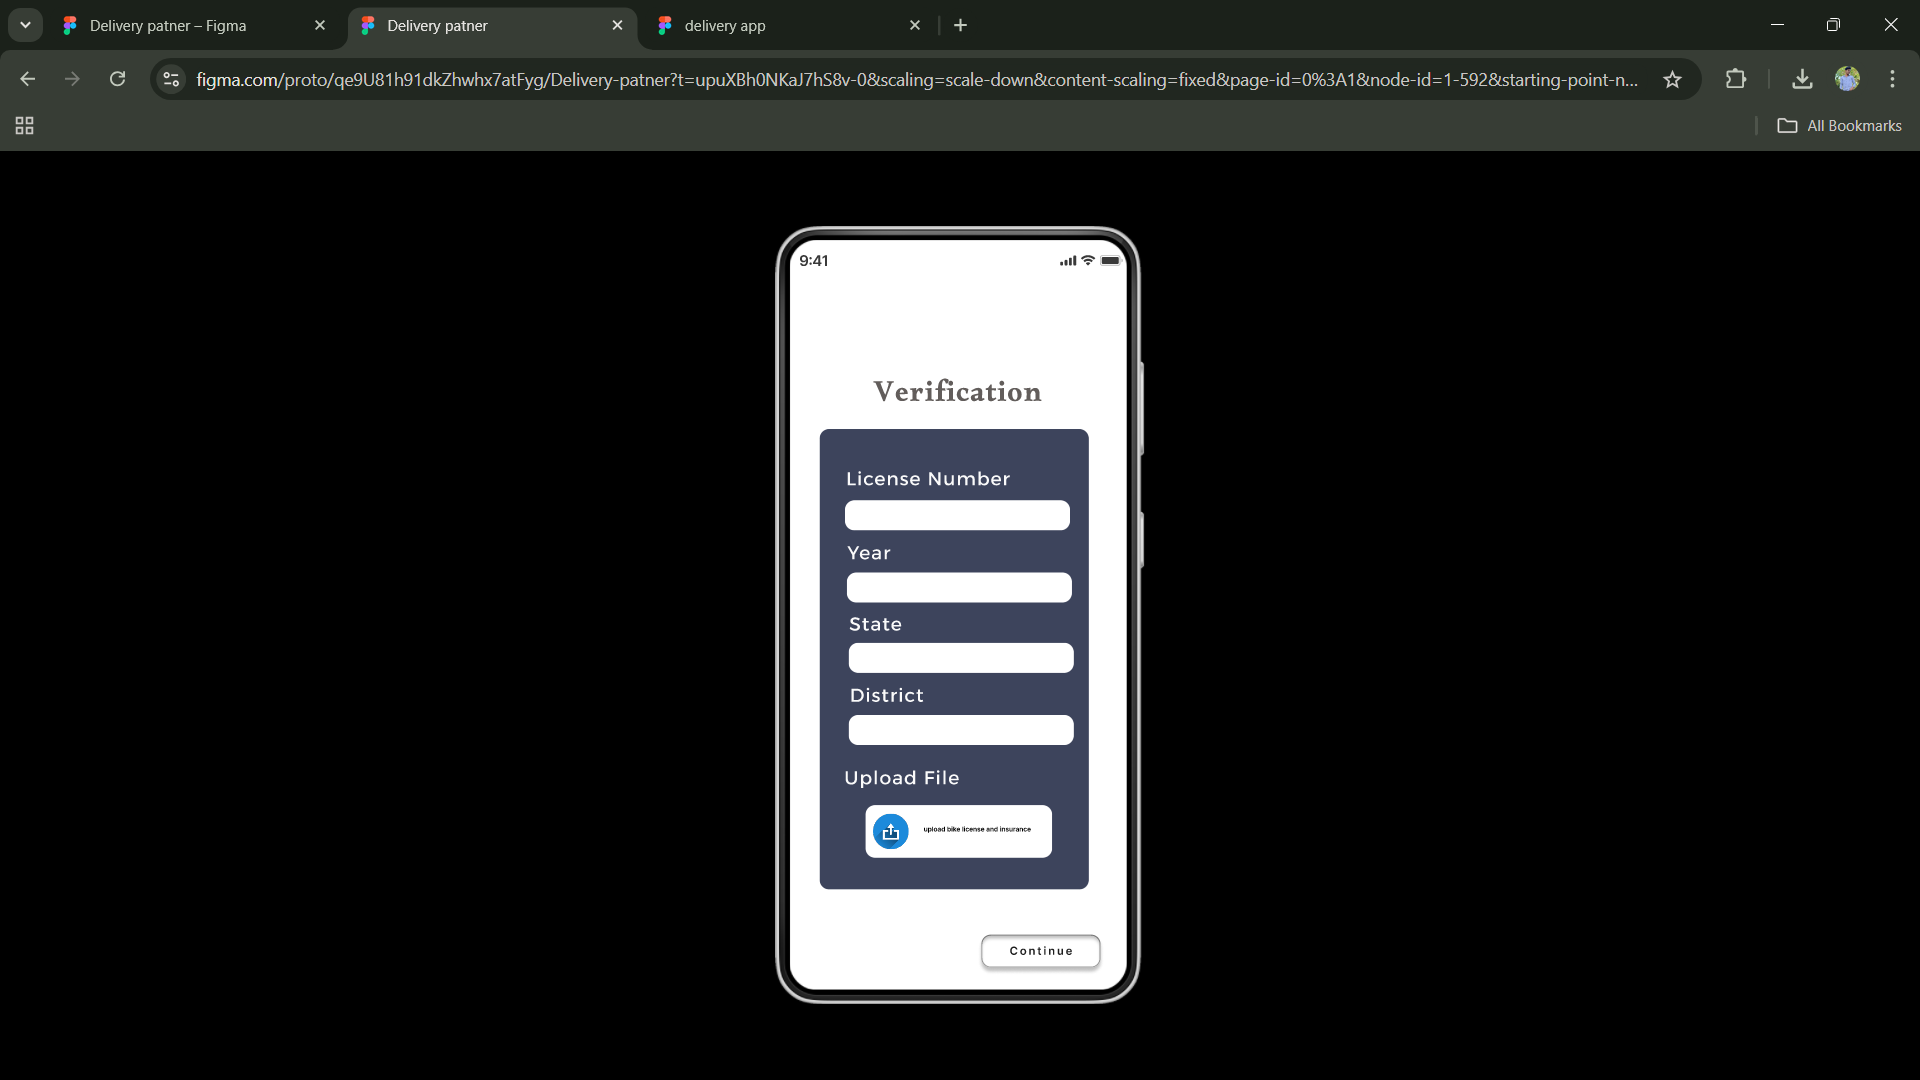 Delivery patner – Figma
Delivery patner
delivery app
figma.com/proto/qe9U81h91dkZhwhx7atFyg/Delivery-patner?t=upuXBh0NKaJ7hS8v-0&scaling=scale-down&content-scaling=fixed&page-id=0%3A1&node-id=1-592&starting-point-n...
All Bookmarks
9:41
Verification
License Number
Year
State
District
Upload File
upload bike license and insurance
Continue